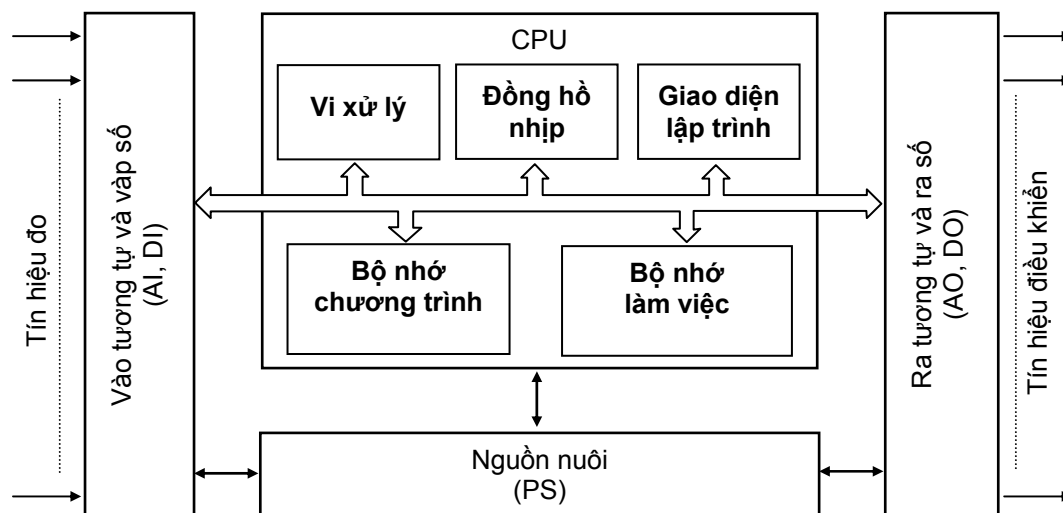 Tín hiệu đo
Vào tương tự và vàp số
(AI, DI)
CPU
Vi xử lý
Đồng hồ
nhịp
Giao diện
lập trình
Bộ nhớ
chương trình
Bộ nhớ
làm việc
Nguồn nuôi
(PS)
Ra tương tự và ra số
(AO, DO)
Tín hiệu điều khiển